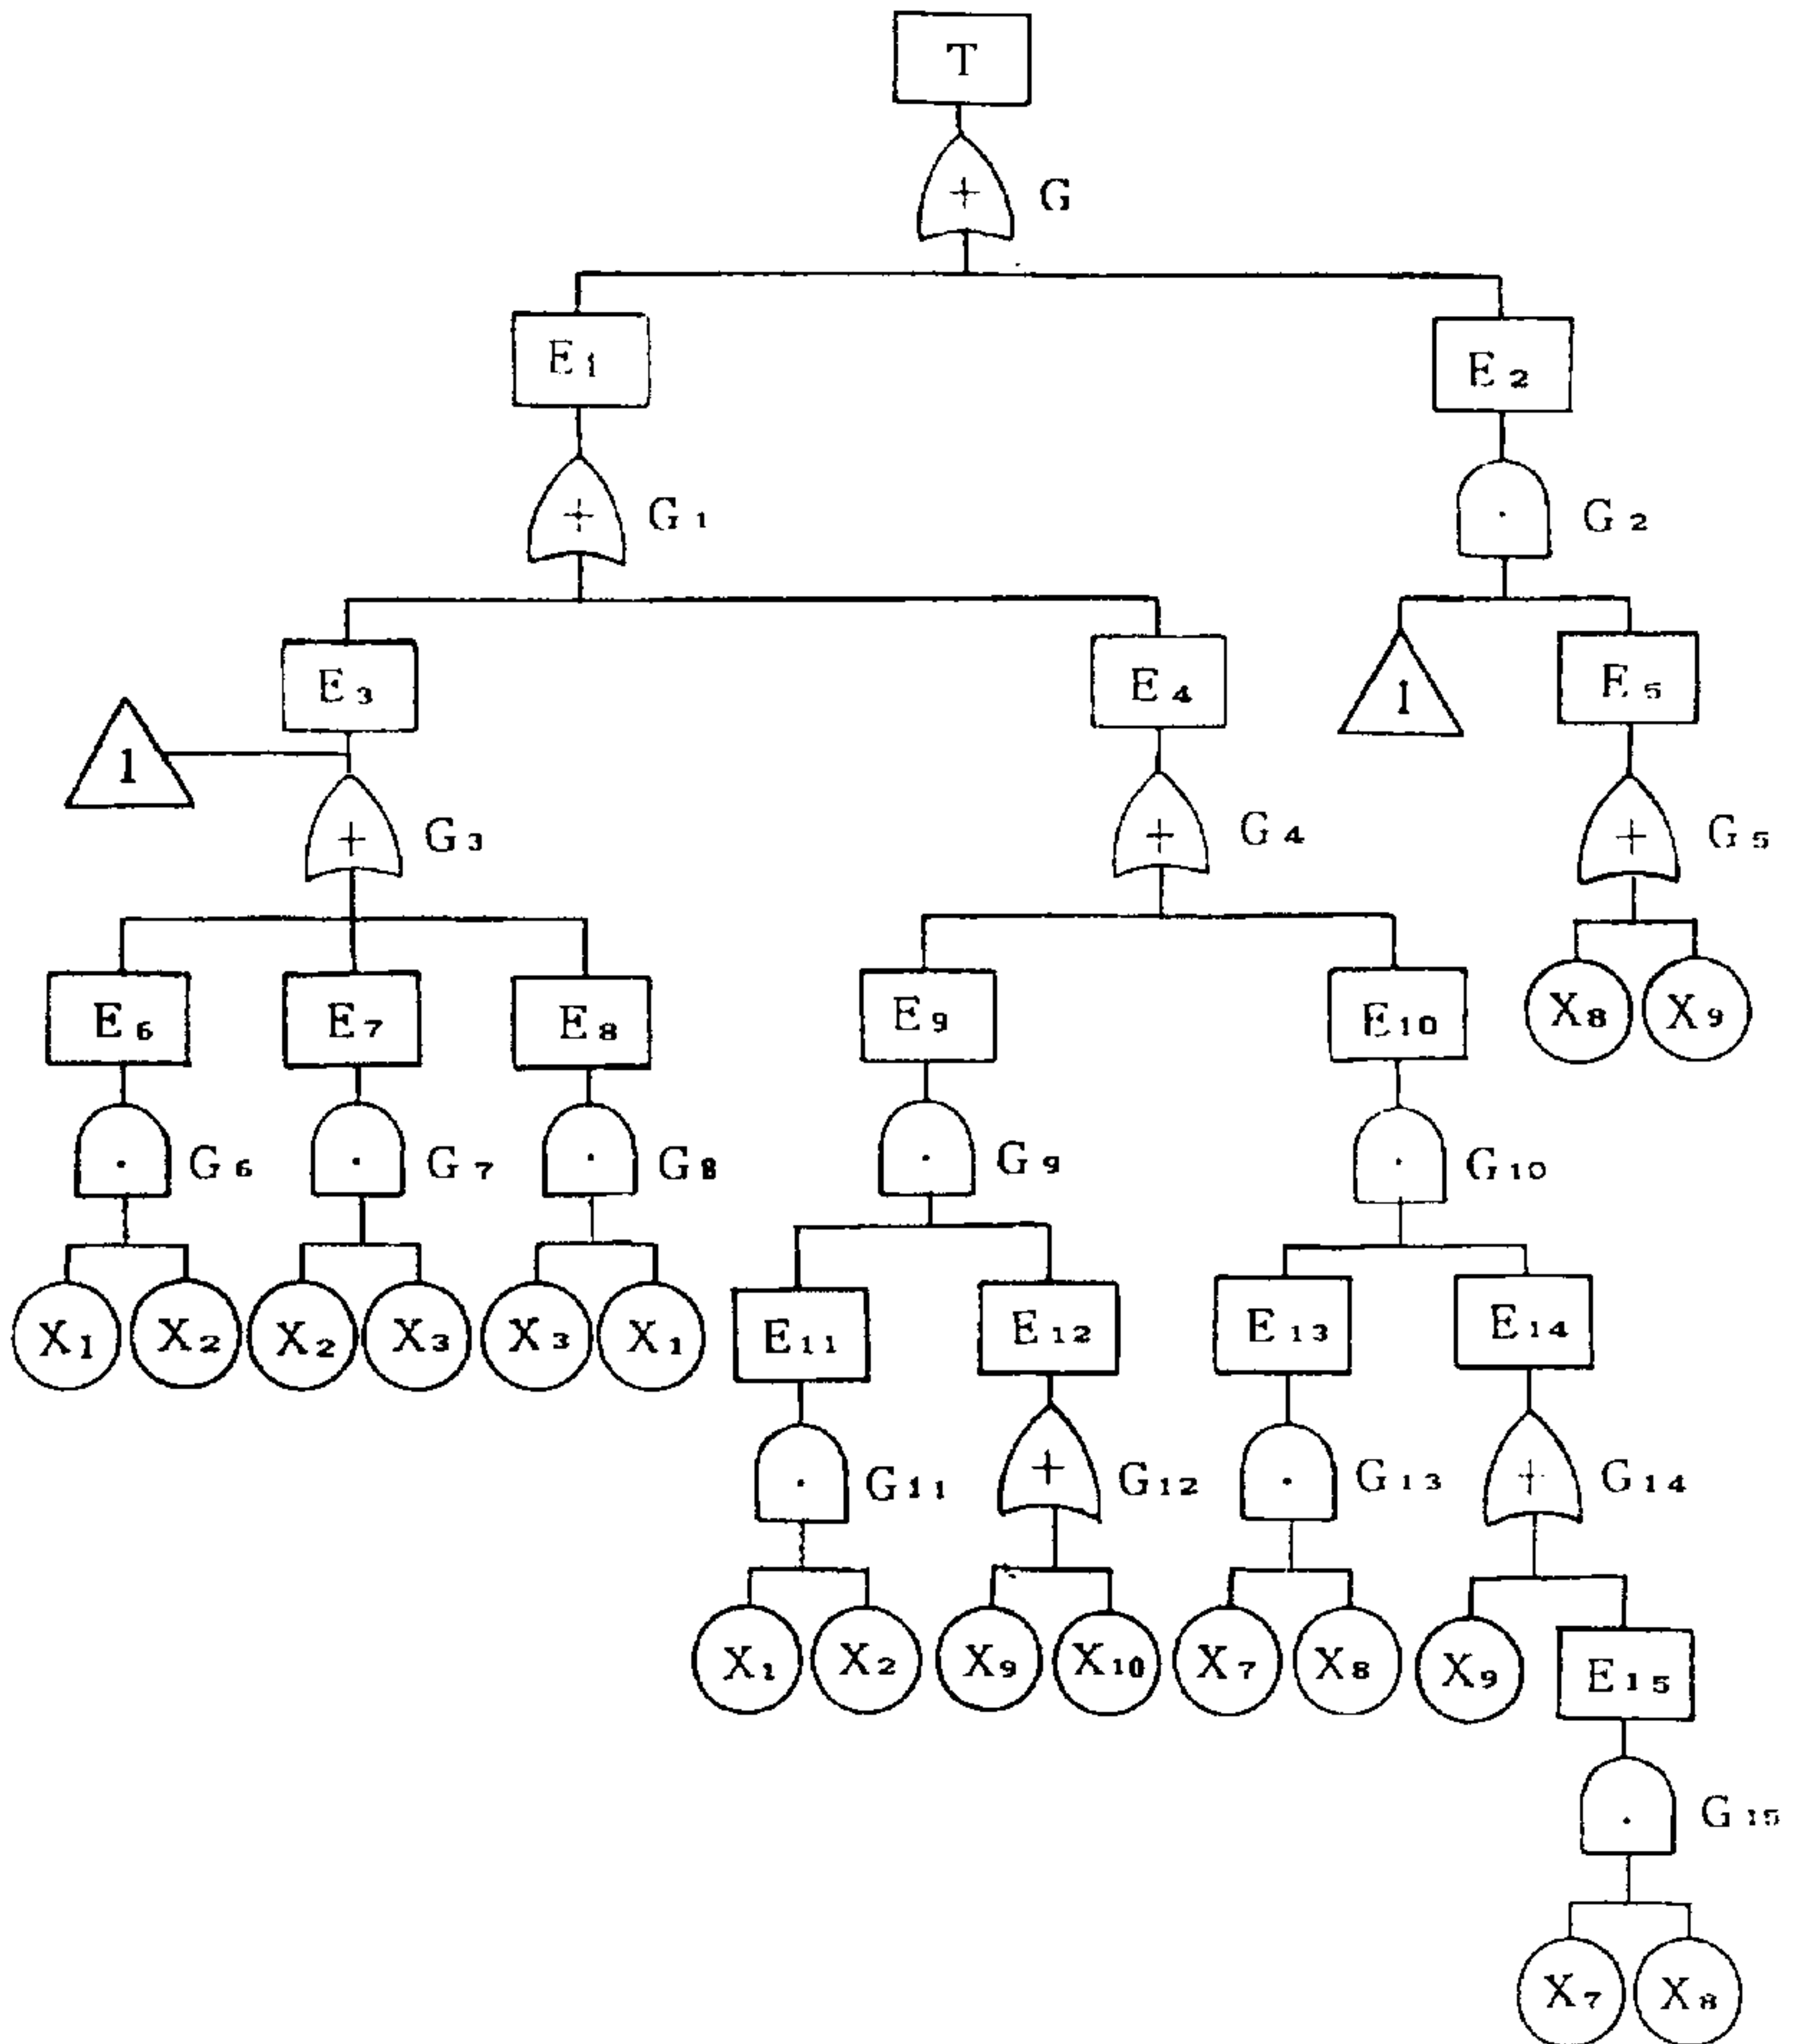 T
+ G
E1 E2
+ G1 · G2
E3 E4 1 E5
1
+ G3 + G4 + G5
E6 E7 E8 E9 E10 X8 X9
· G6 · G7 · G8 · G9 · G10
X1 X2 X2 X3 X3 X1 E11 E12 E13 E14
· G11 + G12 · G13 + G14
X1 X2 X9 X10 X7 X8 X9 E15
· G15
X7 X8